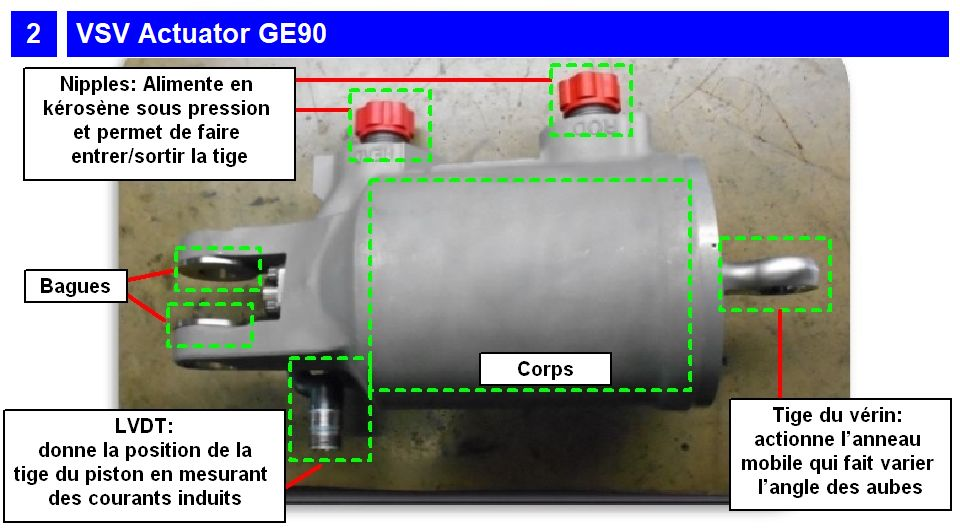 2
VSV Actuator GE90
Nipples: Alimente en
kérosène sous pression
et permet de faire
entrer/sortir la tige
HEAD
ROD
Bagues
Corps
LVDT:
donne la position de la
tige du piston en mesurant
des courants induits
Tige du vérin:
actionne l’anneau
mobile qui fait varier
l’angle des aubes